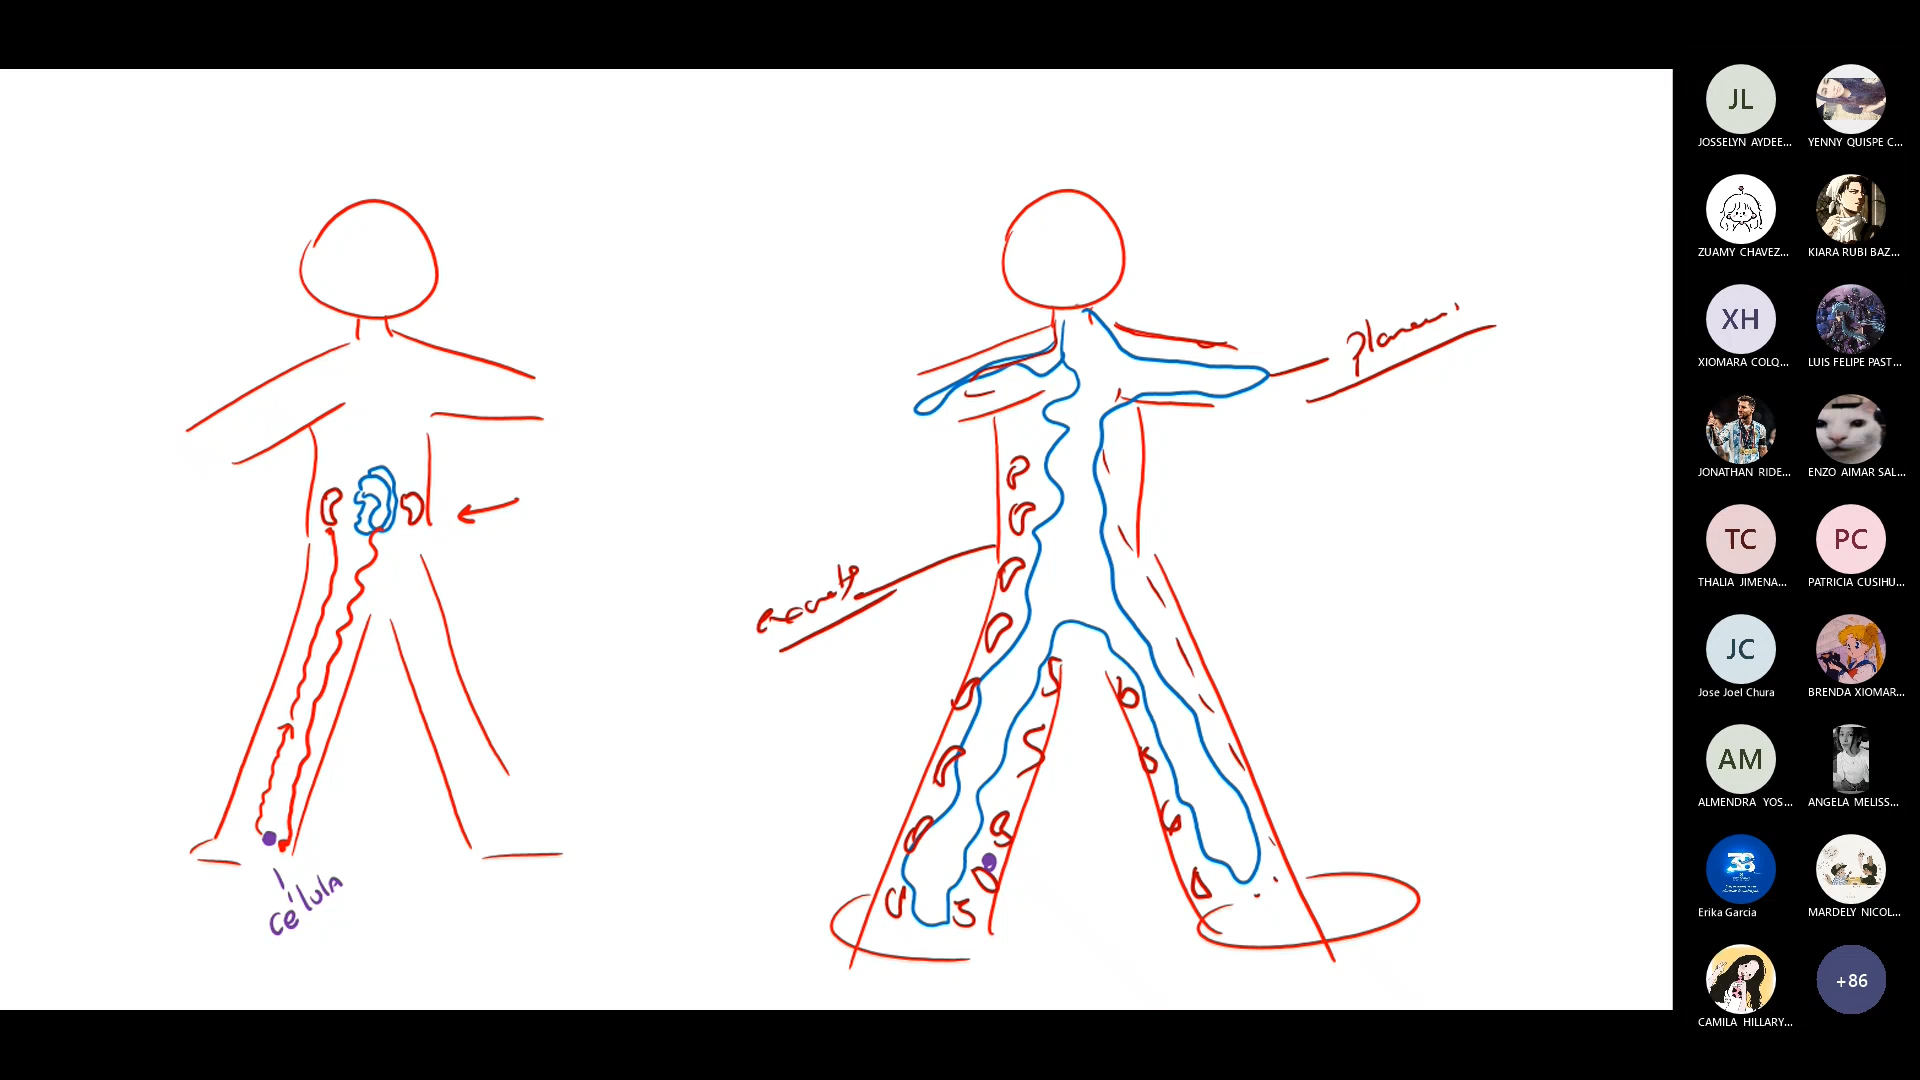 célula
JL
JOSSELYN AYDEE...
YENNY QUISPE C...
ZUAMY CHAVEZ...
KIARA RUBI BAZ...
XH
XIOMARA COLQ...
LUIS FELIPE PAST...
JONATHAN RIDE...
ENZO AIMAR SAL...
TC
PC
THALIA JIMENA...
PATRICIA CUSIHU...
JC
Jose Joel Chura
BRENDA XIOMAR...
AM
ALMENDRA YOS...
ANGELA MELISS...
Erika Garcia
MARDELY NICOL...
+86
CAMILA HILLARY...